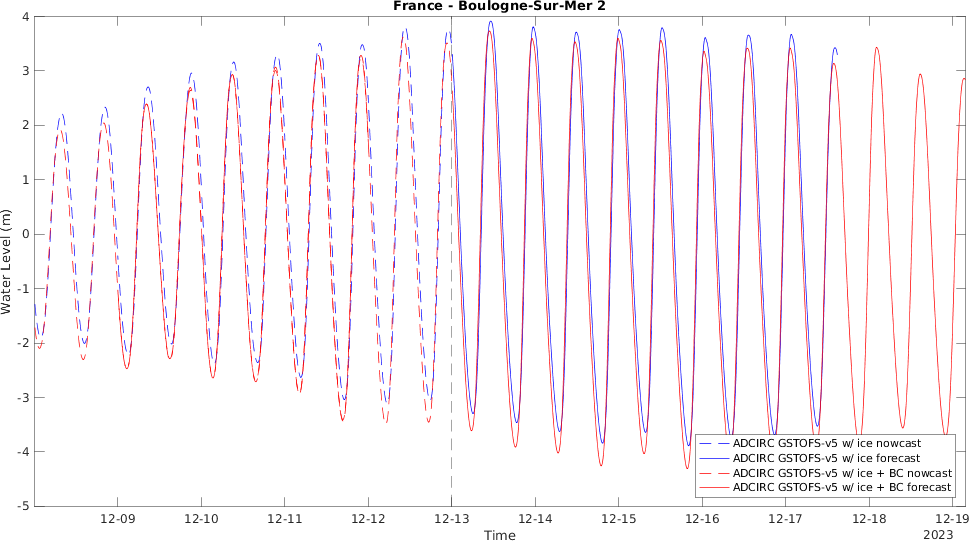 France - Boulogne-Sur-Mer 2
4
3
2
1
0
-1
-2
-3
-4
-5
Water Level (m)
ADCIRC GSTOFS-v5 w/ ice nowcast
ADCIRC GSTOFS-v5 w/ ice forecast
ADCIRC GSTOFS-v5 w/ ice + BC nowcast
ADCIRC GSTOFS-v5 w/ ice + BC forecast
12-09 12-10 12-11 12-12 12-13 12-14 12-15 12-16 12-17 12-18 12-19
Time
2023